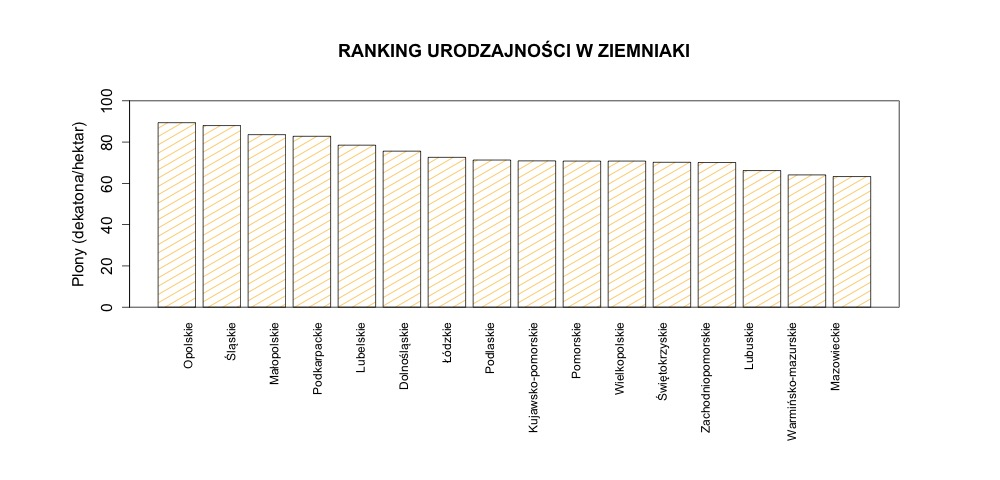 RANKING URODZAJNOŚCI W ZIEMNIAKI
Plony (dekatona/hektar)
100
80
60
40
20
0
Opolskie
Śląskie
Małopolskie
Podkarpackie
Lubelskie
Dolnośląskie
Łódzkie
Podlaskie
Kujawsko-pomorskie
Pomorskie
Wielkopolskie
Świętokrzyskie
Zachodniopomorskie
Lubuskie
Warmińsko-mazurskie
Mazowieckie